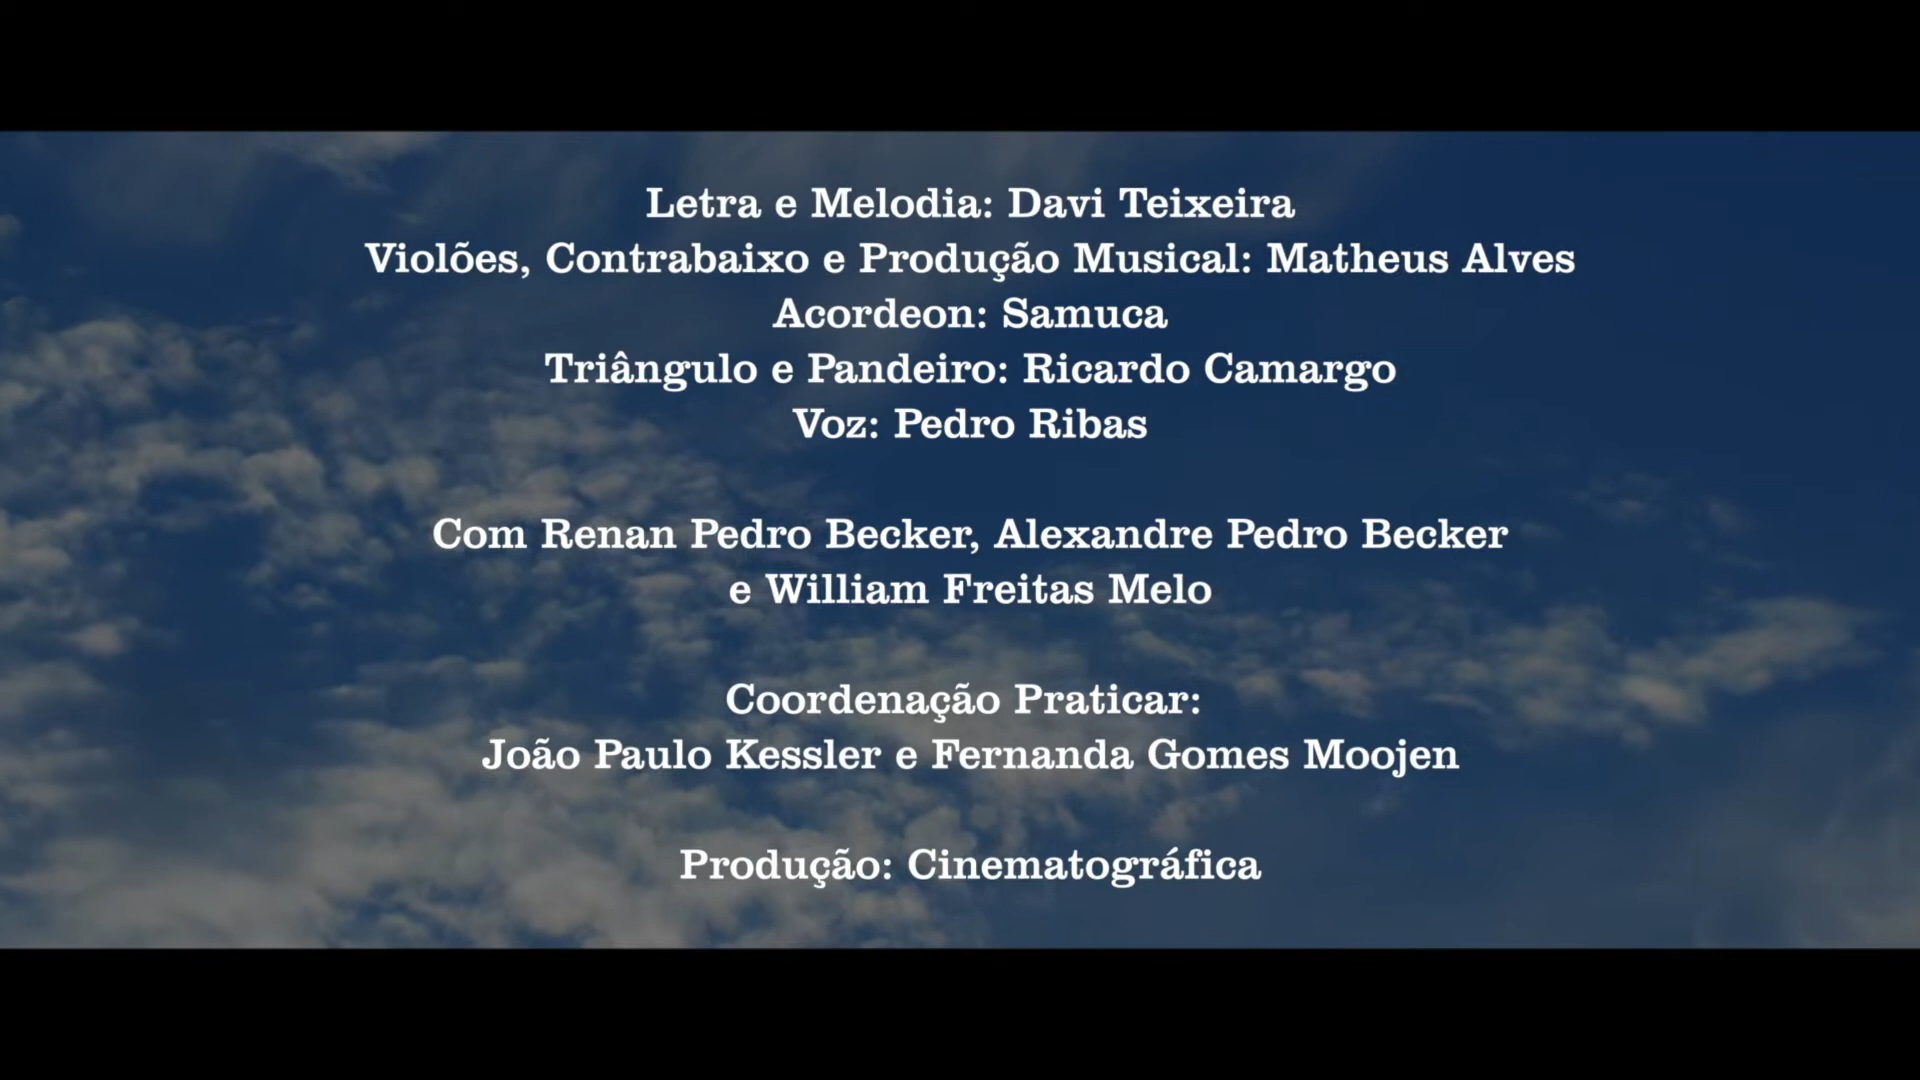 Letra e Melodia: Davi Teixeira
Violões, Contrabaixo e Produção Musical: Matheus Alves
Acordeon: Samuca
Triângulo e Pandeiro: Ricardo Camargo
Voz: Pedro Ribas
Com Renan Pedro Becker, Alexandre Pedro Becker
e William Freitas Melo
Coordenação Praticar:
João Paulo Kessler e Fernanda Gomes Moojen
Produção: Cinematográfica